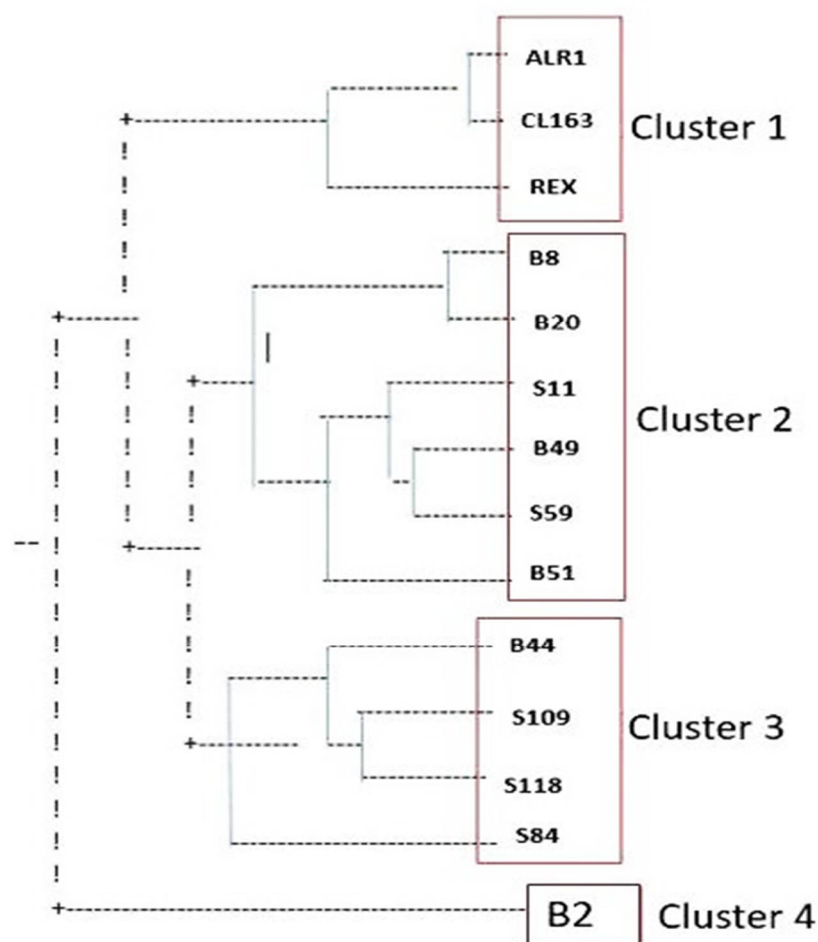 ALR1
CL163
Cluster 1
REX
B8
B20
S11
Cluster 2
B49
S59
B51
B44
S109
Cluster 3
S118
S84
B2
Cluster 4